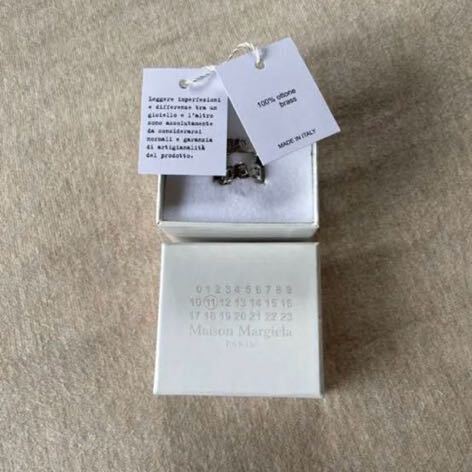 Leggere imperfezioni
e differenze tra un
gioiello e l'altro
sono assolutamente
da considerarsi
normali e garanzia
di artigianalità
del prodotto.
100% ottone
brass
MADE IN ITALY
0 1 2 3 4 5 6 7 8 9
10 11 12 13 14 15 16
17 18 19 20 21 22 23
Maison Margiela
PARIS